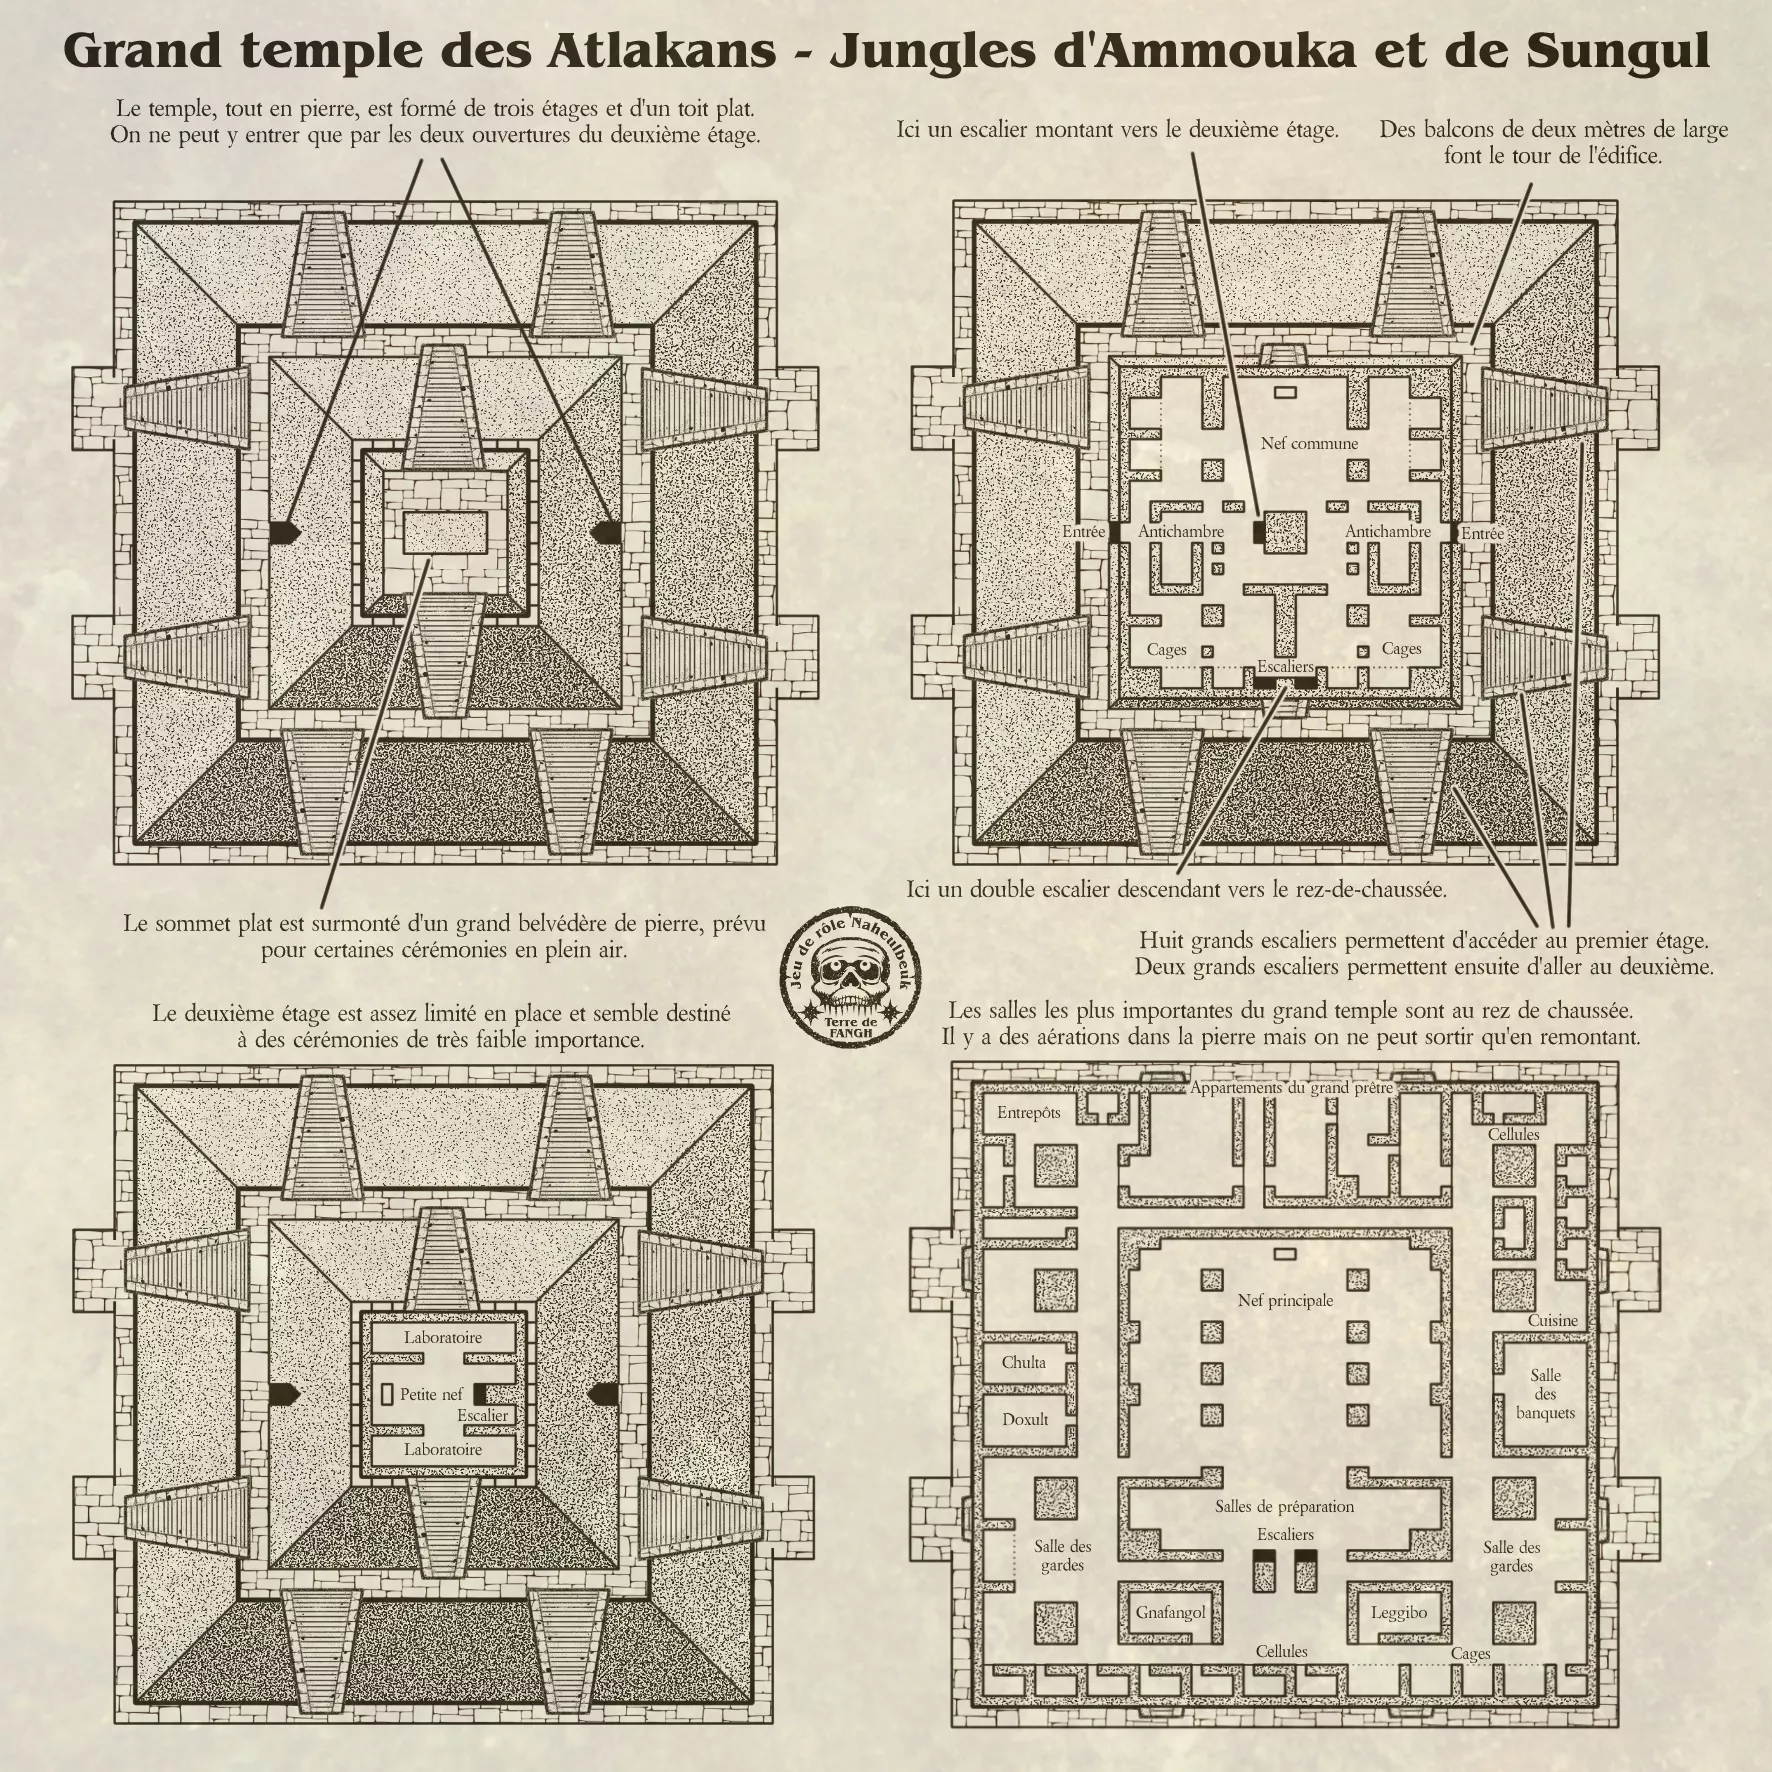 Grand temple des Atlakans - Jungles d'Ammouka et de Sungul
Le temple, tout en pierre, est formé de trois étages et d'un toit plat.
On ne peut y entrer que par les deux ouvertures du deuxième étage.
Ici un escalier montant vers le deuxième étage.
Des balcons de deux mètres de large
font le tour de l'édifice.
Nef commune
Entrée
Antichambre
Antichambre
Entrée
Cages
Cages
Escaliers
Ici un double escalier descendant vers le rez-de-chaussée.
Le sommet plat est surmonté d'un grand belvédère de pierre, prévu
pour certaines cérémonies en plein air.
Huit grands escaliers permettent d'accéder au premier étage.
Deux grands escaliers permettent ensuite d'aller au deuxième.
Jeu de rôle Naheulbeuk
Terre de
FANGH
Le deuxième étage est assez limité en place et semble destiné
à des cérémonies de très faible importance.
Les salles les plus importantes du grand temple sont au rez de chaussée.
Il y a des aérations dans la pierre mais on ne peut sortir qu'en remontant.
Laboratoire
Petite nef
Escalier
Laboratoire
Appartements du grand prêtre
Entrepôts
Cellules
Nef principale
Cuisine
Chulta
Salle
des
banquets
Doxult
Salles de préparation
Escaliers
Salle des
gardes
Salle des
gardes
Gnafangol
Leggibo
Cellules
Cages